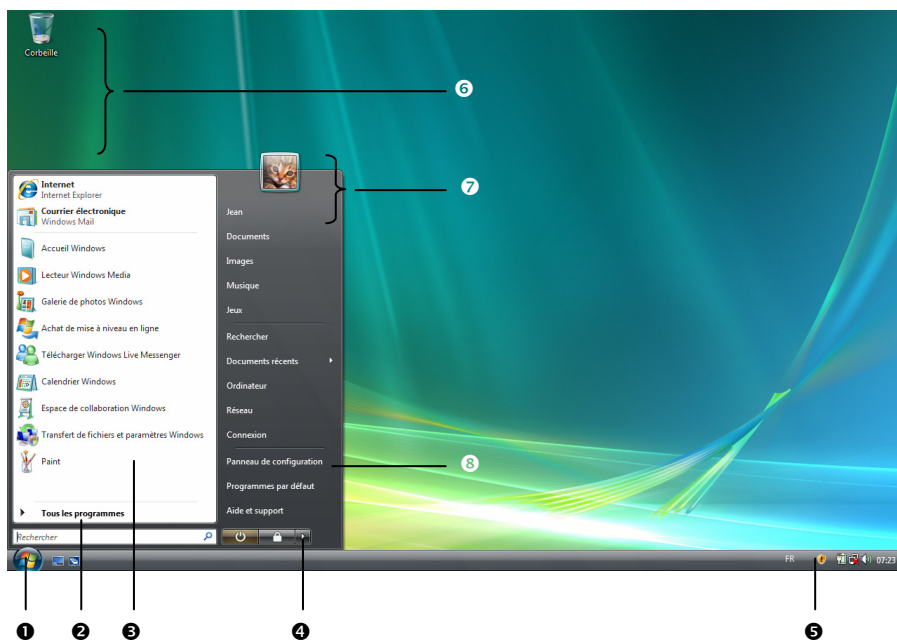 Corbeille
❻
❼
Internet
Internet Explorer
Courrier électronique
Windows Mail
Accueil Windows
Lecteur Windows Media
Galerie de photos Windows
Achat de mise à niveau en ligne
Télécharger Windows Live Messenger
Calendrier Windows
Espace de collaboration Windows
Transfert de fichiers et paramètres Windows
Paint
Tous les programmes
Rechercher
Jean
Documents
Images
Musique
Jeux
Rechercher
Documents récents
Ordinateur
Réseau
Connexion
Panneau de configuration
❽
Programmes par défaut
Aide et support
FR
07:23
❶ ❷ ❸ ❹ ❺